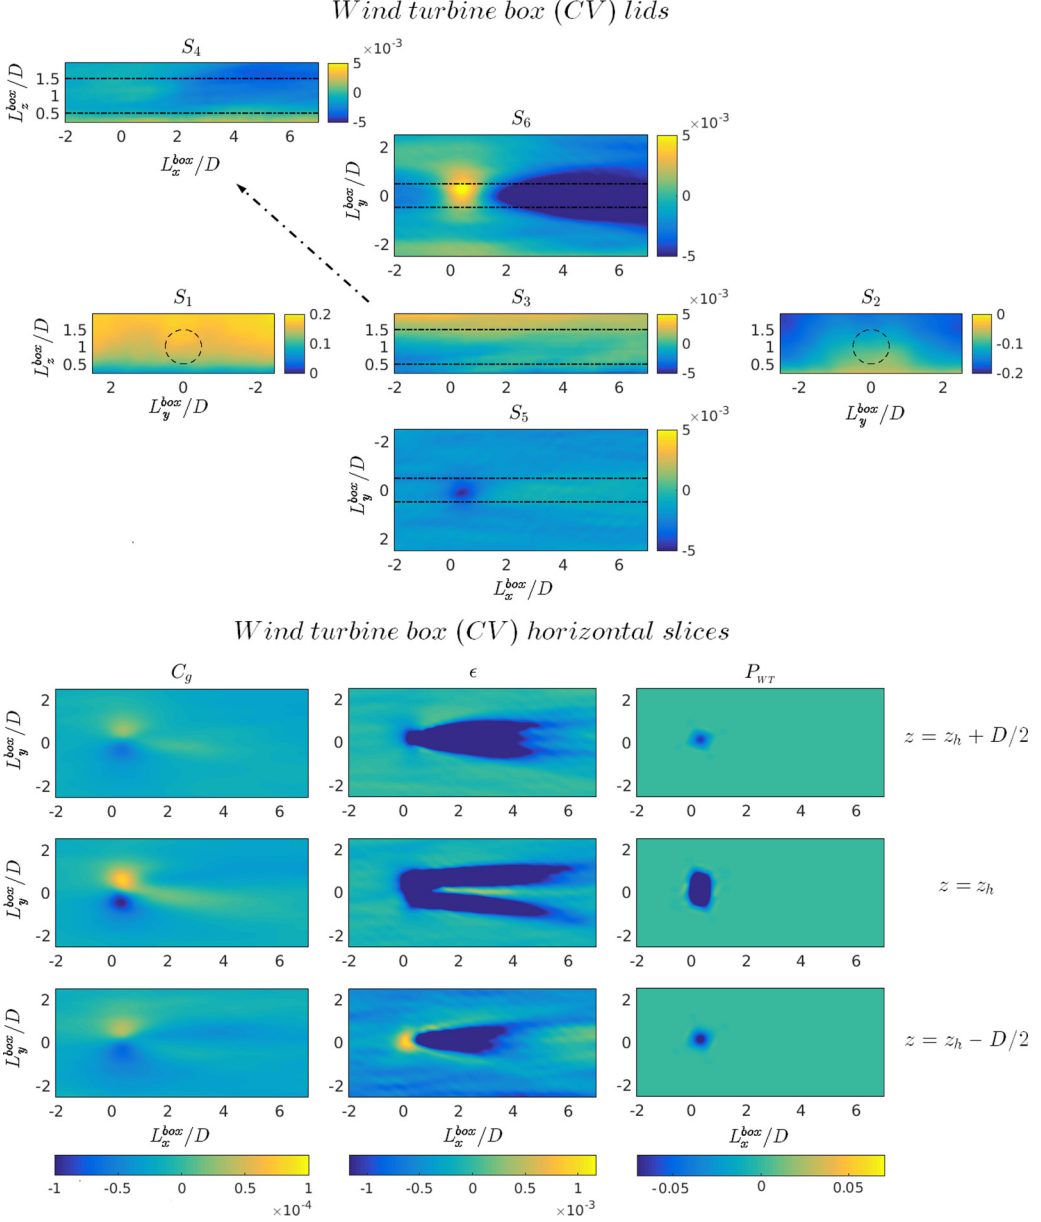 Wind turbine box (CV) lids
S₄
×10⁻³
L_z^box/D
1.5
1
0.5
5
0
-5
-2 0 2 4 6
L_x^box/D
S₆
×10⁻³
L_y^box/D
2
0
-2
5
0
-5
-2 0 2 4 6
S₁
L_z^box/D
1.5
1
0.5
0.2
0.1
0
2 0 -2
L_y^box/D
S₃
×10⁻³
1.5
1
0.5
5
0
-5
-2 0 2 4 6
S₂
1.5
1
0.5
0
-0.1
-0.2
-2 0 2
L_y^box/D
S₅
×10⁻³
L_y^box/D
-2
0
2
5
0
-5
-2 0 2 4 6
L_x^box/D
Wind turbine box (CV) horizontal slices
C_g ϵ P_WT
L_y^box/D
2 2 2
0 0 0
-2 -2 -2
z = z_h + D/2
-2 0 2 4 6 -2 0 2 4 6 -2 0 2 4 6
L_y^box/D
2 2 2
0 0 0
-2 -2 -2
z = z_h
-2 0 2 4 6 -2 0 2 4 6 -2 0 2 4 6
L_y^box/D
2 2 2
0 0 0
-2 -2 -2
z = z_h − D/2
-2 0 2 4 6 -2 0 2 4 6 -2 0 2 4 6
L_x^box/D L_x^box/D L_x^box/D
-1 -0.5 0 0.5 1 -1 -0.5 0 0.5 1 -0.05 0 0.05
×10⁻⁴ ×10⁻³